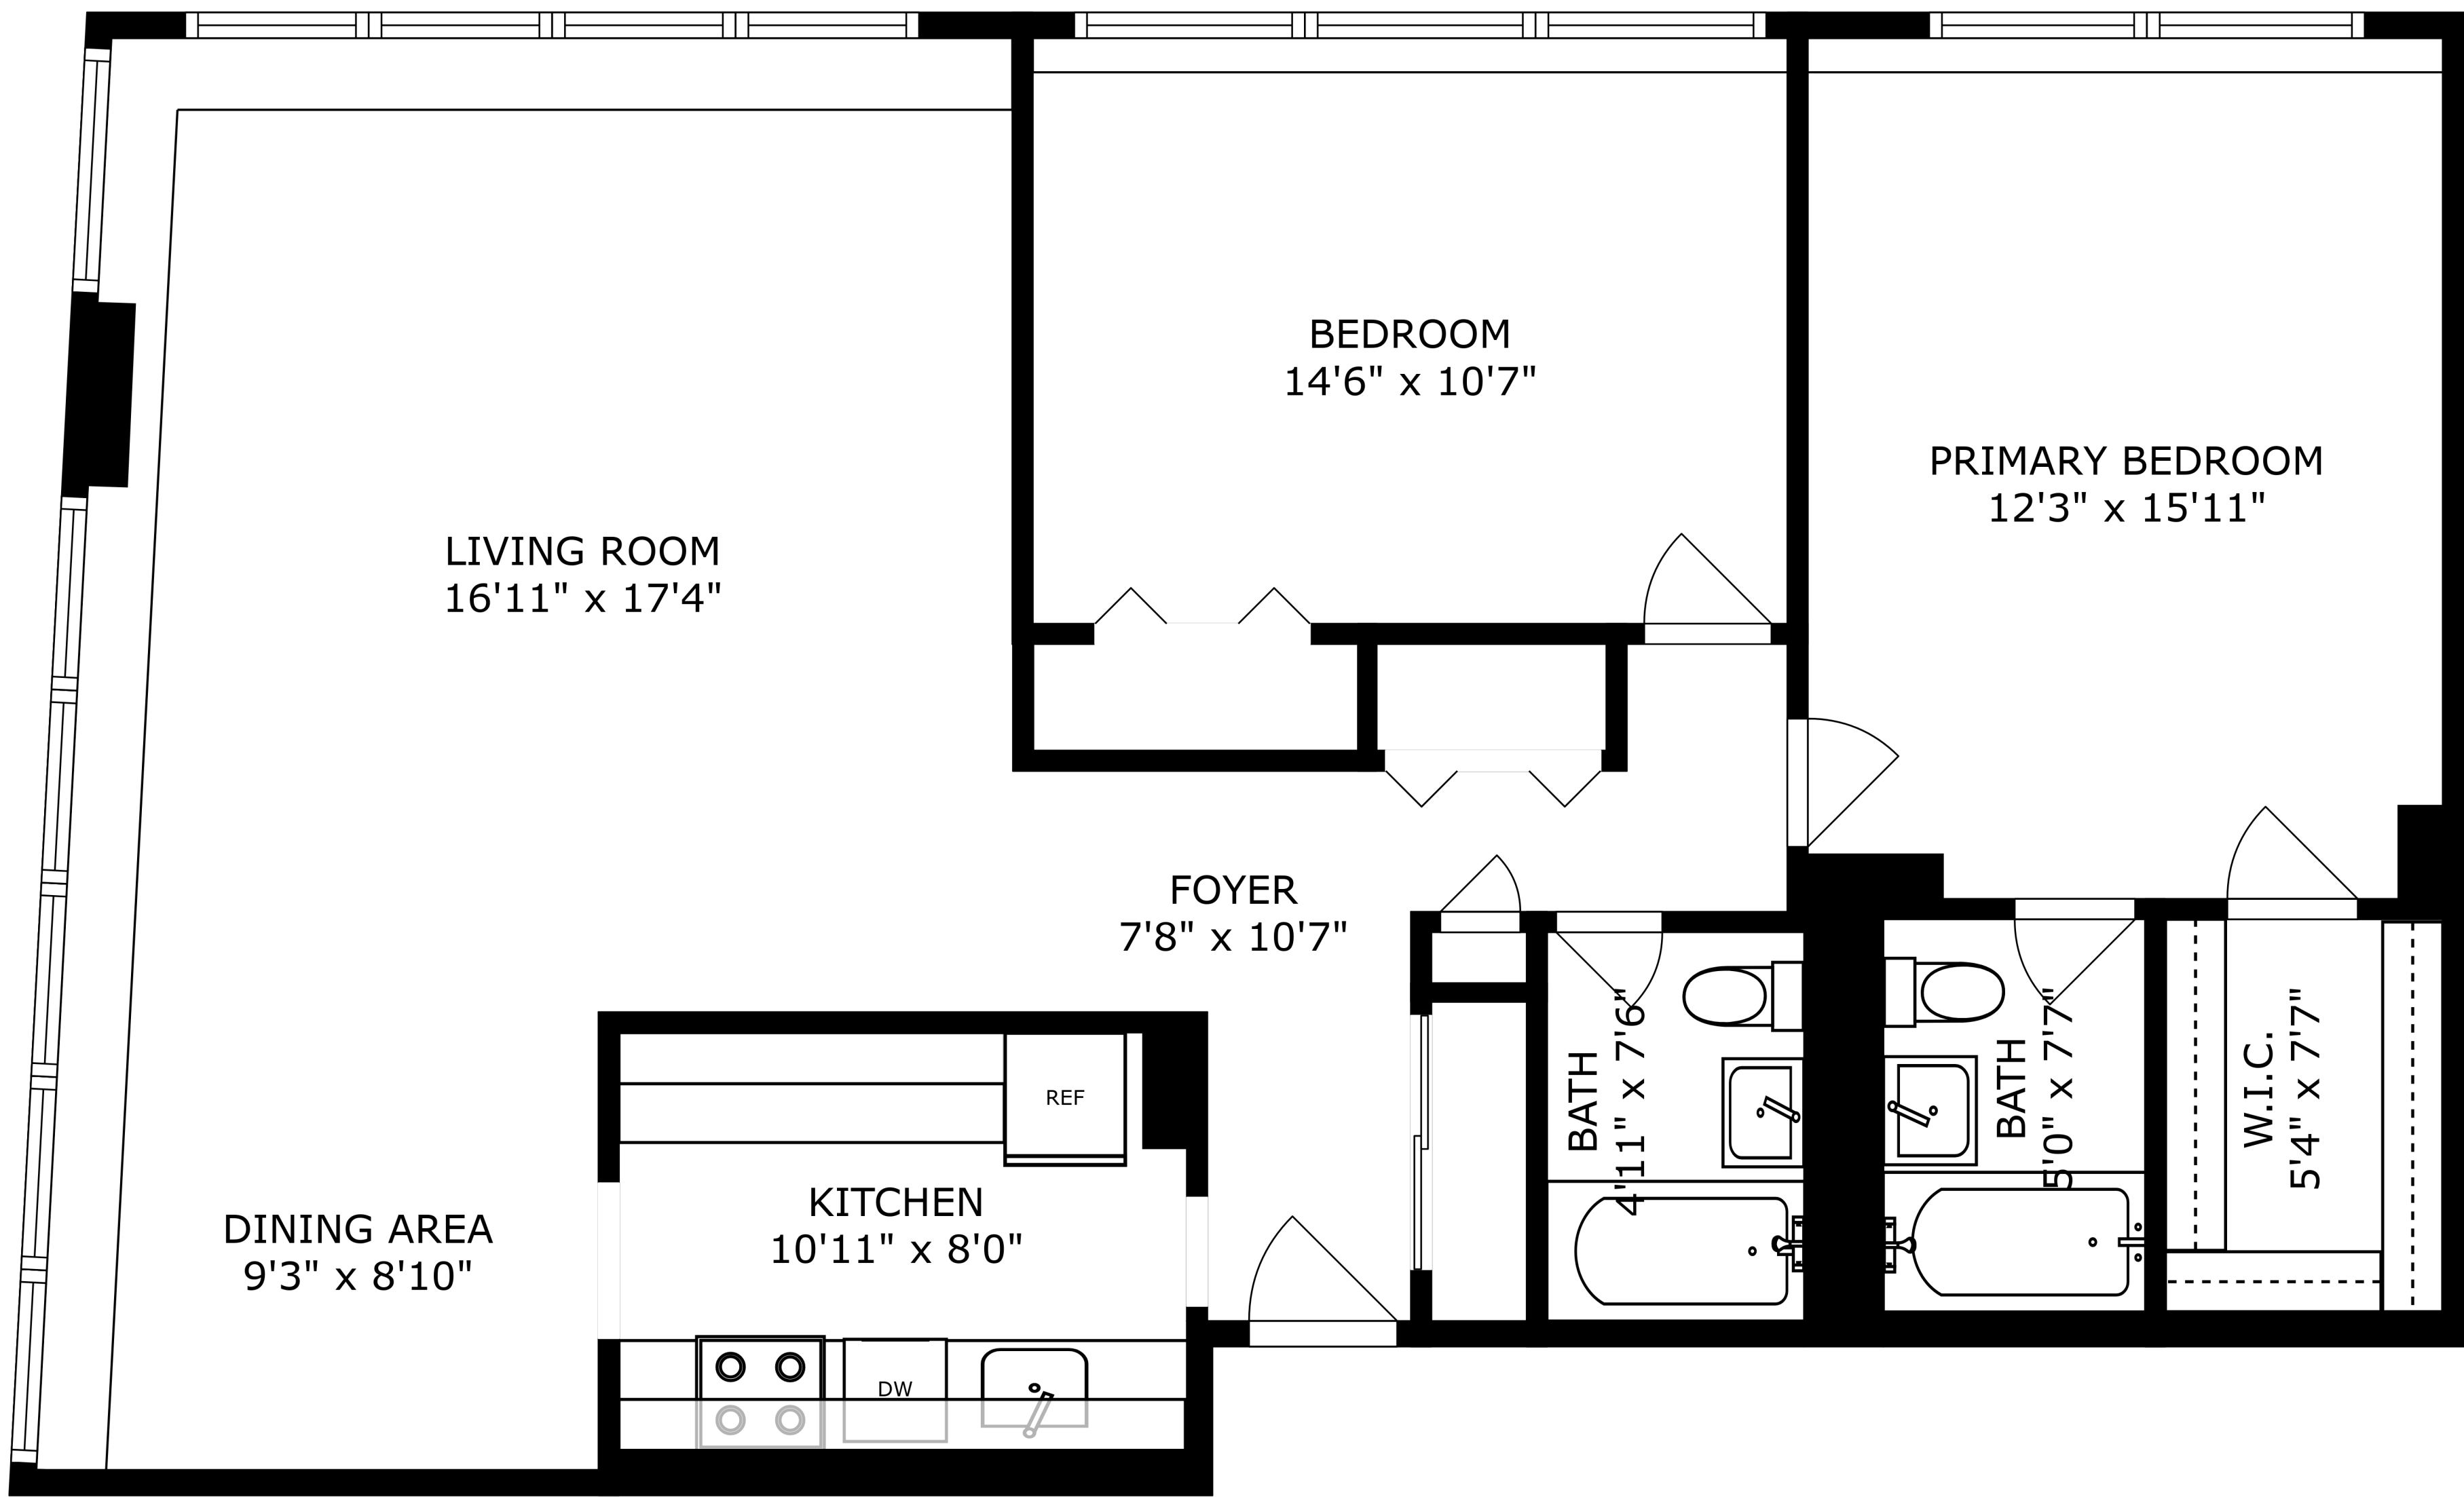 BEDROOM
14'6" x 10'7"
PRIMARY BEDROOM
12'3" x 15'11"
LIVING ROOM
16'11" x 17'4"
FOYER
7'8" x 10'7"
REF
KITCHEN
10'11" x 8'0"
DINING AREA
9'3" x 8'10"
DW
BATH
4'11" x 7'6"
BATH
5'0" x 7'7"
W.I.C.
5'4" x 7'7"